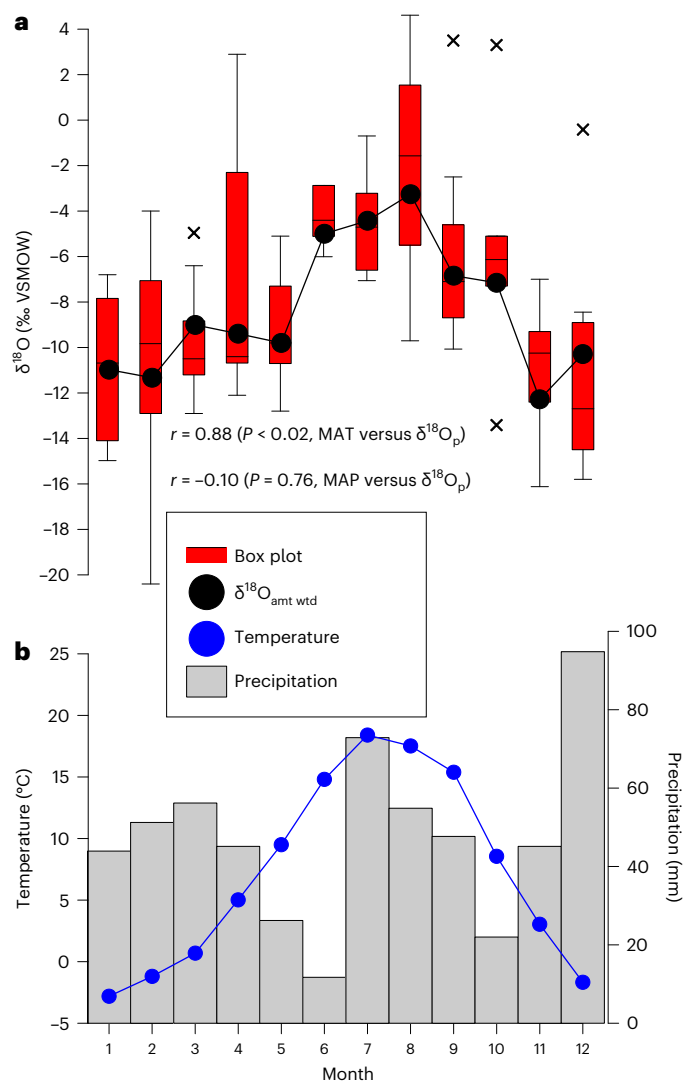 a
4
2
0
−2
−4
−6
−8
−10
−12
−14
−16
−18
−20
δ¹⁸O (‰ VSMOW)
r = 0.88 (P < 0.02, MAT versus δ¹⁸Oₚ)
r = −0.10 (P = 0.76, MAP versus δ¹⁸Oₚ)
Box plot
δ¹⁸O amt wtd
Temperature
Precipitation
b
25
20
15
10
5
0
−5
Temperature (°C)
100
80
60
40
20
0
Precipitation (mm)
1 2 3 4 5 6 7 8 9 10 11 12
Month